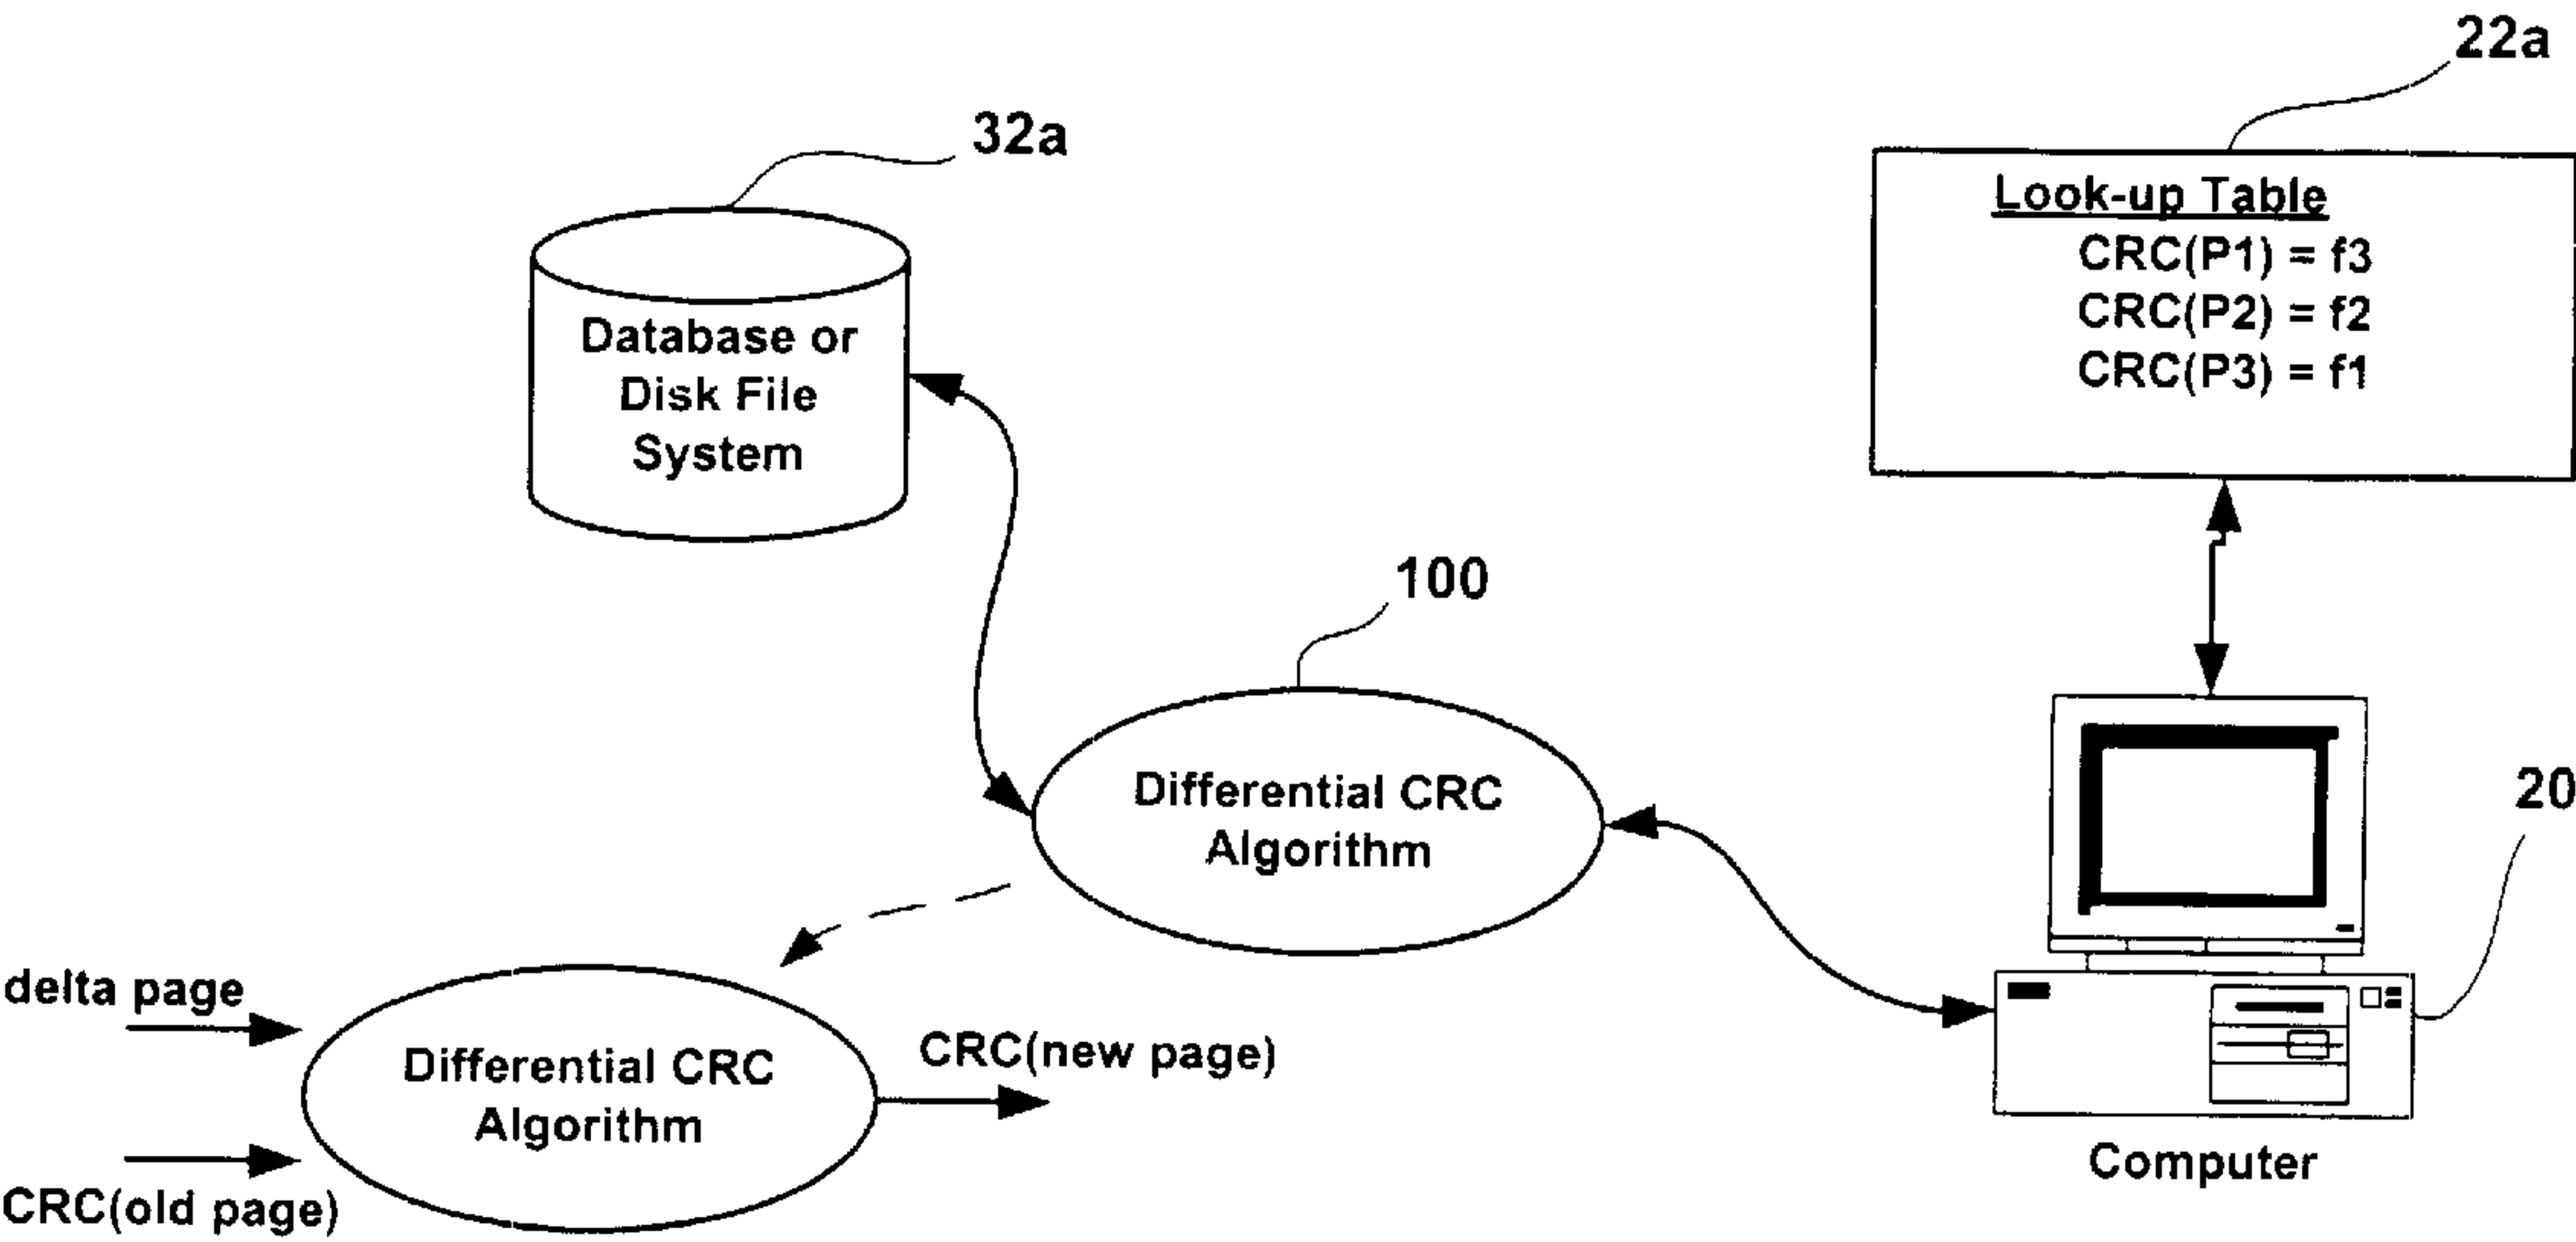 22a
32a
Look-up Table
CRC(P1) = f3
CRC(P2) = f2
CRC(P3) = f1
Database or
Disk File
System
100
Differential CRC
Algorithm
20
delta page
CRC(new page)
Differential CRC
Algorithm
CRC(old page)
Computer